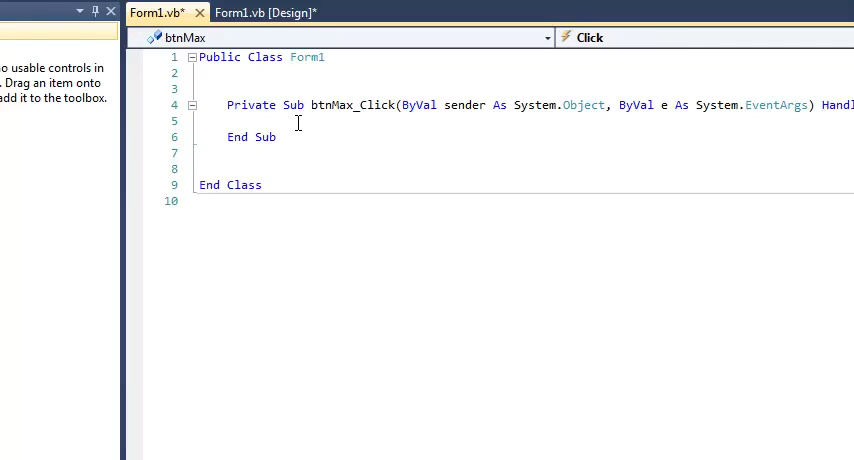 Form1.vb* Form1.vb [Design]*
btnMax Click
o usable controls in
. Drag an item onto
add it to the toolbox.
1 Public Class Form1
2
3
4 Private Sub btnMax_Click(ByVal sender As System.Object, ByVal e As System.EventArgs) Handl
5
6 End Sub
7
8
9 End Class
10